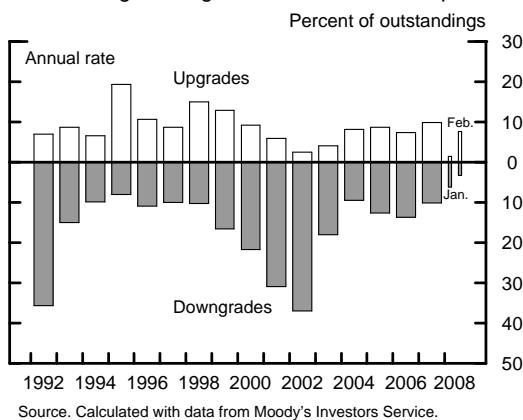 Percent of outstandings
30
Annual rate
Upgrades
20
Feb.
10
0
Jan.
10
20
Downgrades
30
40
50
1992 1994 1996 1998 2000 2002 2004 2006 2008
Source. Calculated with data from Moody's Investors Service.